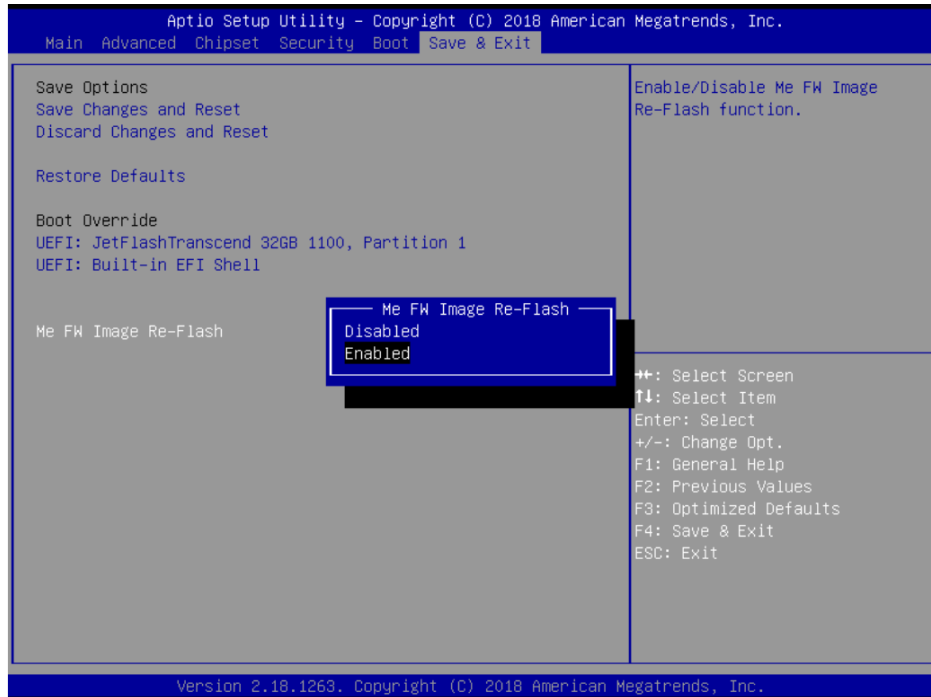 Aptio Setup Utility – Copyright (C) 2018 American Megatrends, Inc.
Main Advanced Chipset Security Boot Save & Exit
Save Options
Save Changes and Reset
Discard Changes and Reset
Restore Defaults
Boot Override
UEFI: JetFlashTranscend 32GB 1100, Partition 1
UEFI: Built-in EFI Shell
Me FW Image Re-Flash
Me FW Image Re-Flash
Disabled
Enabled
Enable/Disable Me FW Image
Re-Flash function.
→←: Select Screen
↑↓: Select Item
Enter: Select
+/-: Change Opt.
F1: General Help
F2: Previous Values
F3: Optimized Defaults
F4: Save & Exit
ESC: Exit
Version 2.18.1263. Copyright (C) 2018 American Megatrends, Inc.